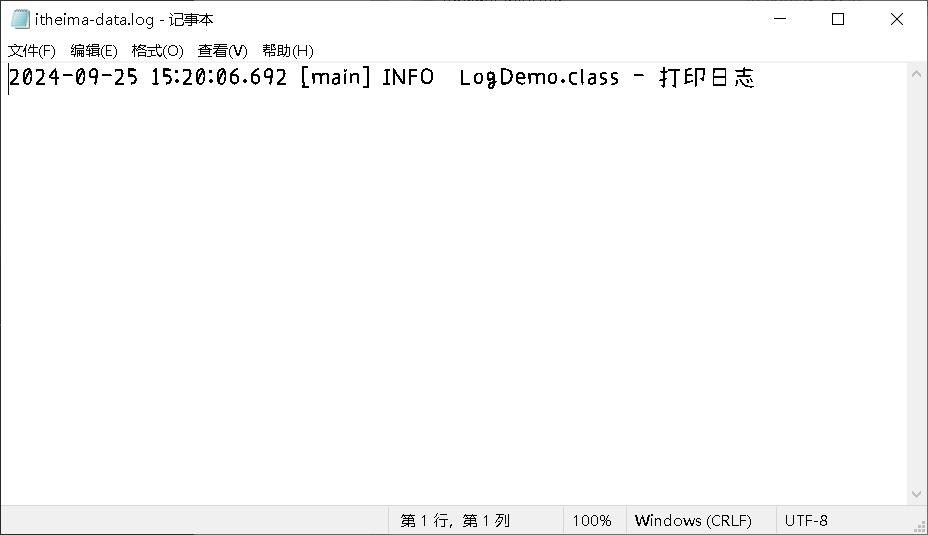 itheima-data.log - 记事本
文件(F) 编辑(E) 格式(O) 查看(V) 帮助(H)
2024-09-25 15:20:06.692 [main] INFO  LogDemo.class - 打印日志
第 1 行，第 1 列 100% Windows (CRLF) UTF-8